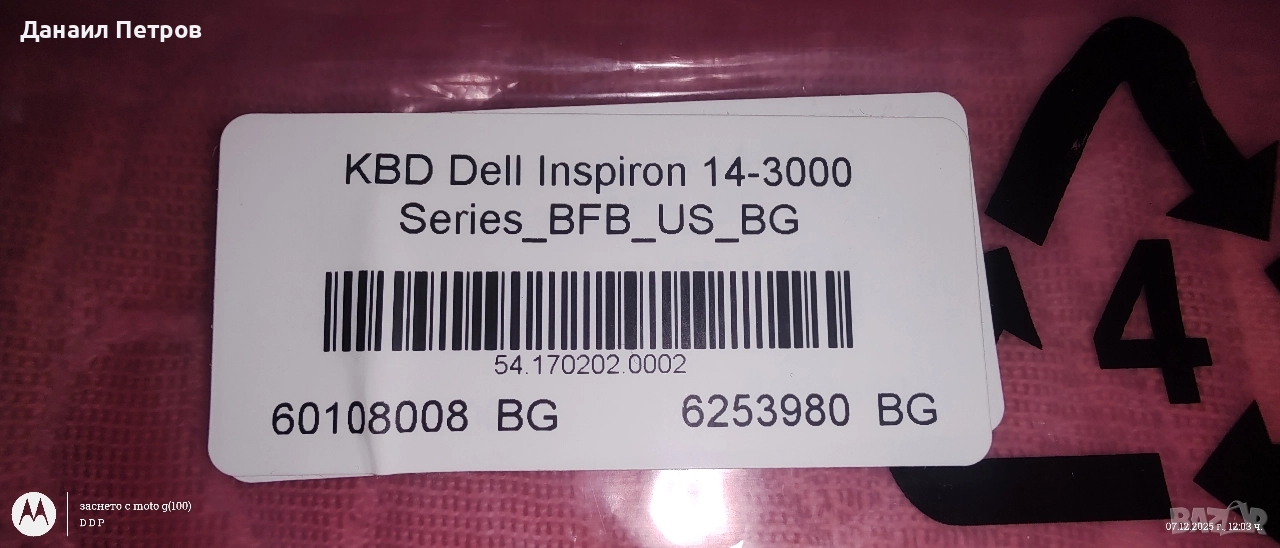 Данаил Петров
KBD Dell Inspiron 14-3000
Series_BFB_US_BG
54.170202.0002
60108008 BG 6253980 BG
4
заснето с moto g(100)
DDP
BAZAR
07.12.2025 г., 12:03 ч.